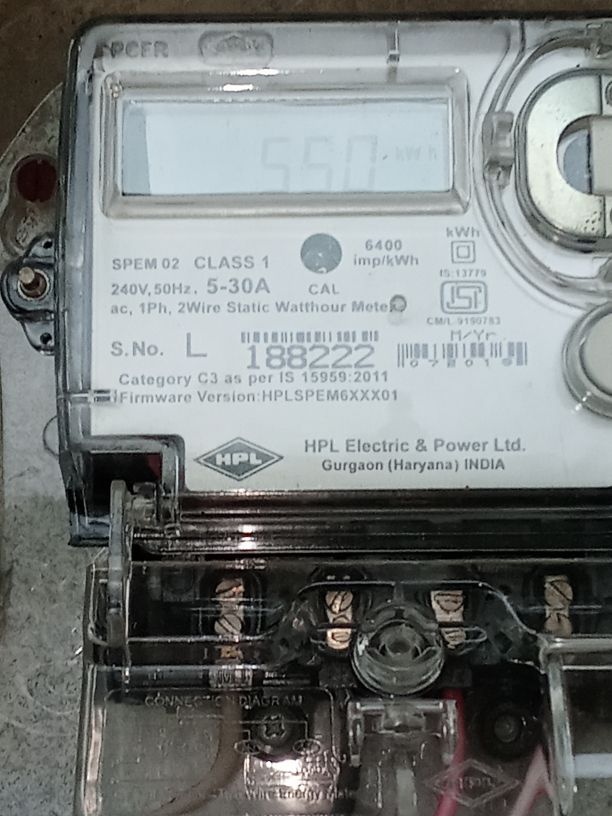 550 kWh
kWh
6400
imp/kWh
SPEM 02 CLASS 1
IS:13779
240V,50Hz. 5-30A
CAL
ac, 1Ph, 2Wire Static Watthour Meter
CM/L-9190783
M/Yr.
S.No. L 188222
Category C3 as per IS 15959:2011
Firmware Version:HPLSPEM6XXX01
HPL
HPL Electric & Power Ltd.
Gurgaon (Haryana) INDIA
CONNECTION DIAGRAM